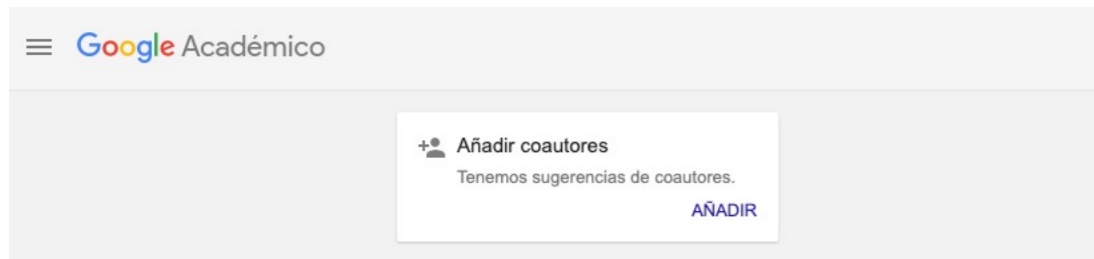 Google Académico
Añadir coautores
Tenemos sugerencias de coautores.
AÑADIR